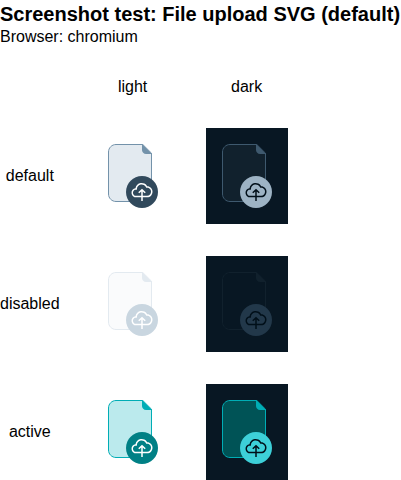 Screenshot test: File upload SVG (default)
Browser: chromium
light dark
default
disabled
active